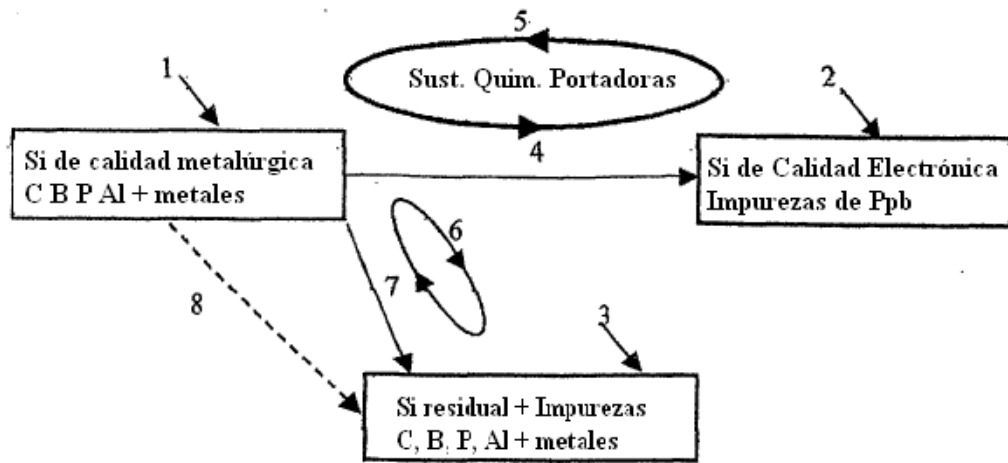 5
1
Sust. Quim. Portadoras
2
Si de calidad metalúrgica
C B P Al + metales
4
Si de Calidad Electrónica
Impurezas de Ppb
6
7
8
3
Si residual + Impurezas
C, B, P, Al + metales